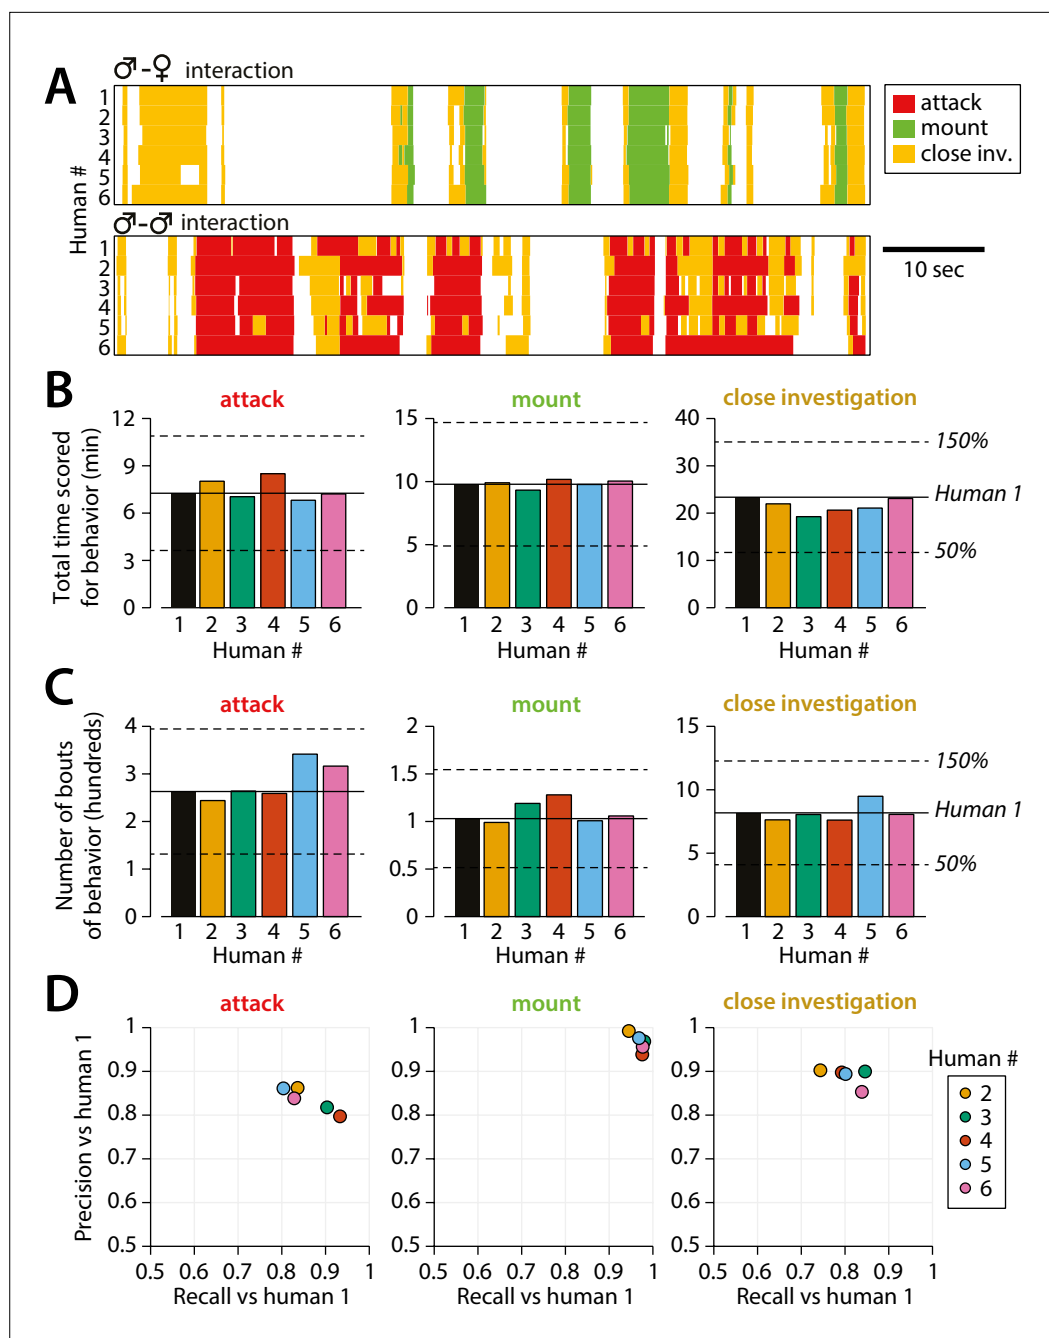 A
♂-♀ interaction
1
2
3
4
5
6
Human #
attack
mount
close inv.
♂-♂ interaction
1
2
3
4
5
6
10 sec
B
attack
mount
close investigation
Total time scored
for behavior (min)
12
9
6
3
0
1 2 3 4 5 6
Human #
15
10
5
0
1 2 3 4 5 6
Human #
40
30
20
10
0
1 2 3 4 5 6
Human #
150%
Human 1
50%
C
attack
mount
close investigation
Number of bouts
of behavior (hundreds)
4
3
2
1
0
1 2 3 4 5 6
Human #
2
1.5
1
0.5
0
1 2 3 4 5 6
Human #
15
10
5
0
1 2 3 4 5 6
Human #
150%
Human 1
50%
D
attack
mount
close investigation
Precision vs human 1
1
0.9
0.8
0.7
0.6
0.5
0.5 0.6 0.7 0.8 0.9 1
Recall vs human 1
1
0.9
0.8
0.7
0.6
0.5
0.5 0.6 0.7 0.8 0.9 1
Recall vs human 1
1
0.9
0.8
0.7
0.6
0.5
0.5 0.6 0.7 0.8 0.9 1
Recall vs human 1
Human #
2
3
4
5
6